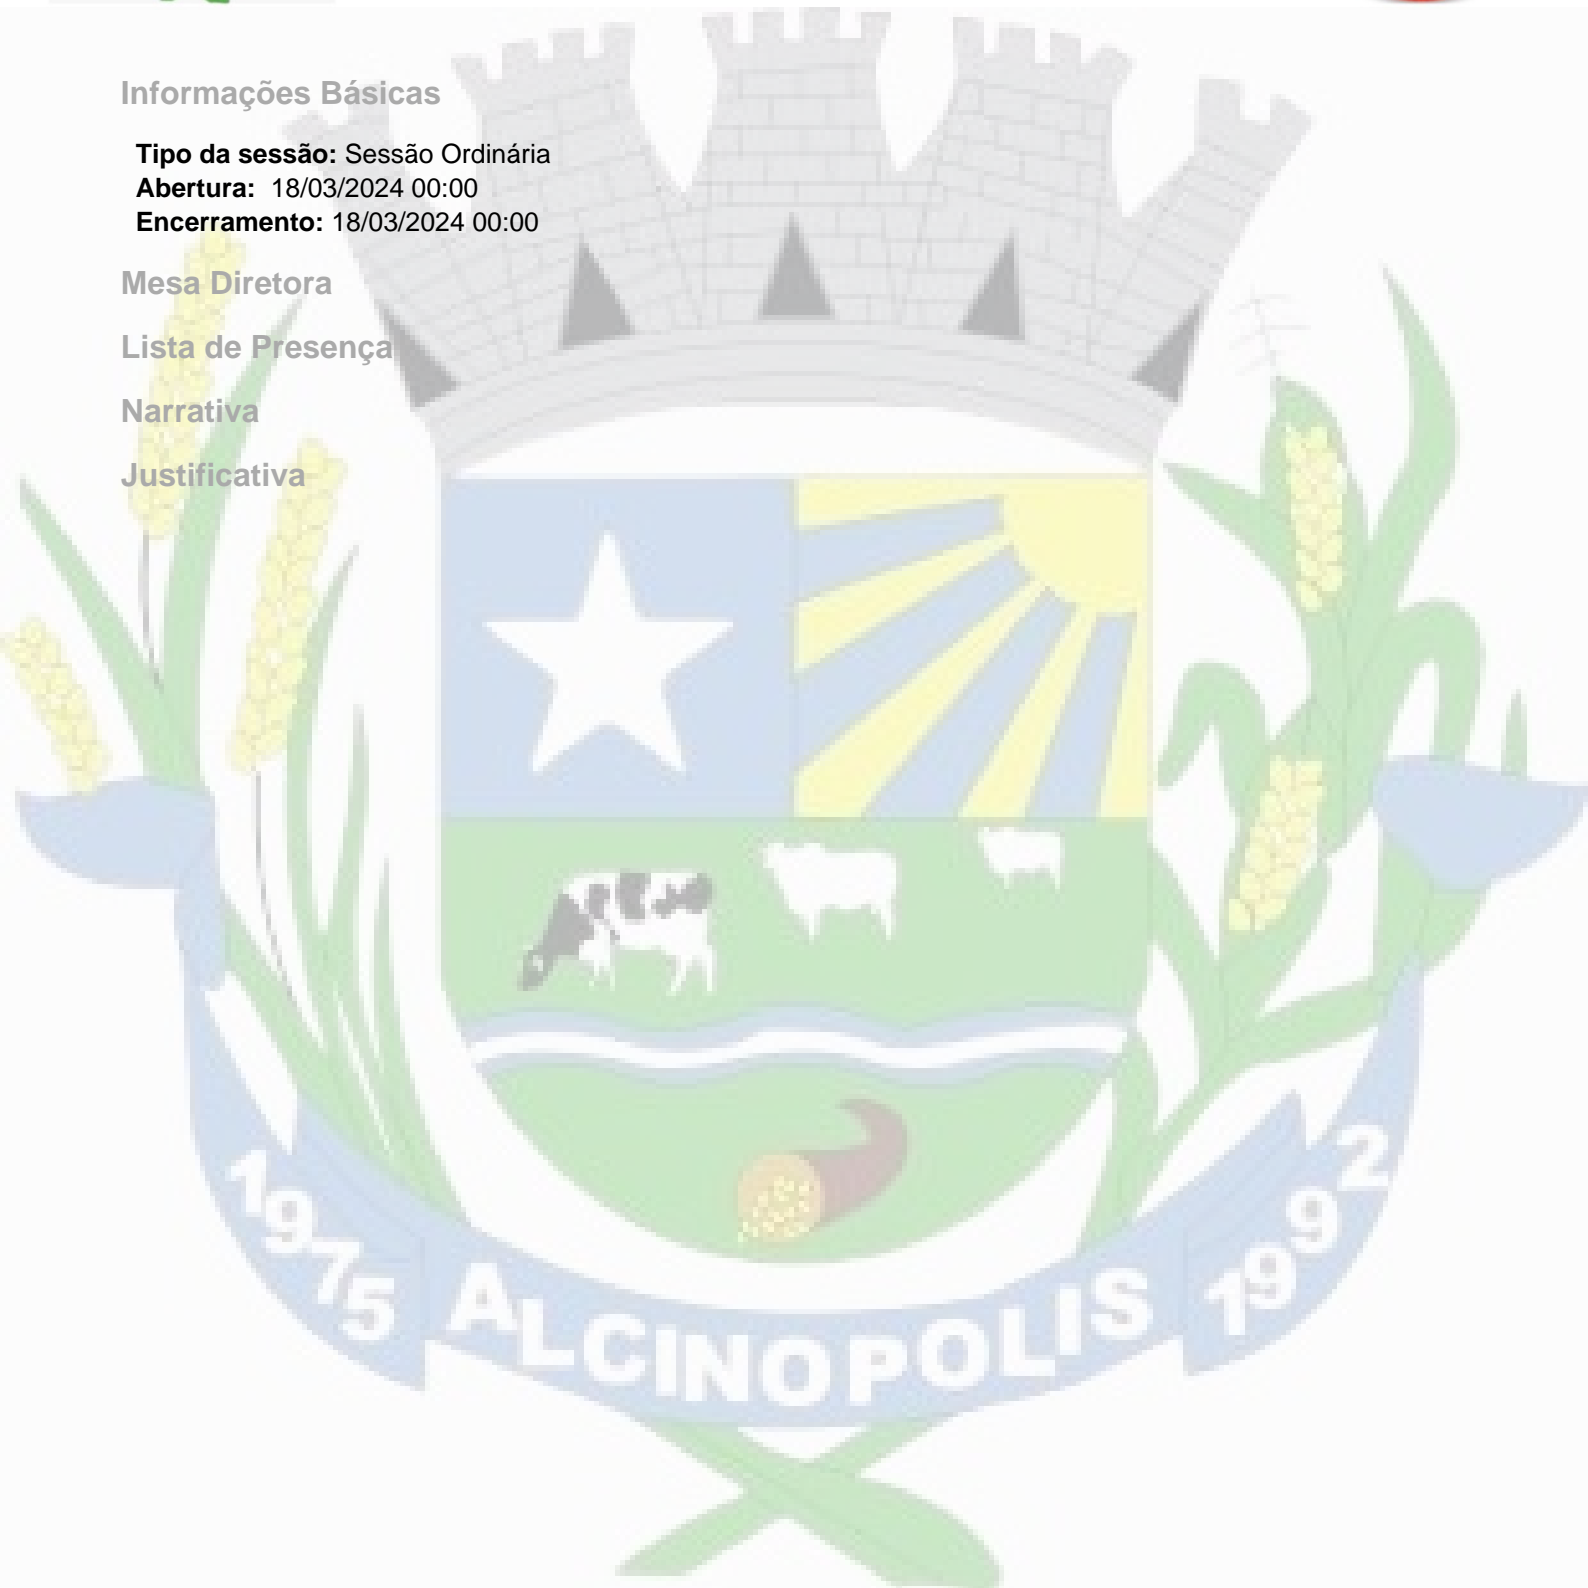 Informações Básicas
Tipo da sessão: Sessão Ordinária
Abertura: 18/03/2024 00:00
Encerramento: 18/03/2024 00:00
Mesa Diretora
Lista de Presença
Narrativa
Justificativa
1975 ALCINOPOLIS 1992